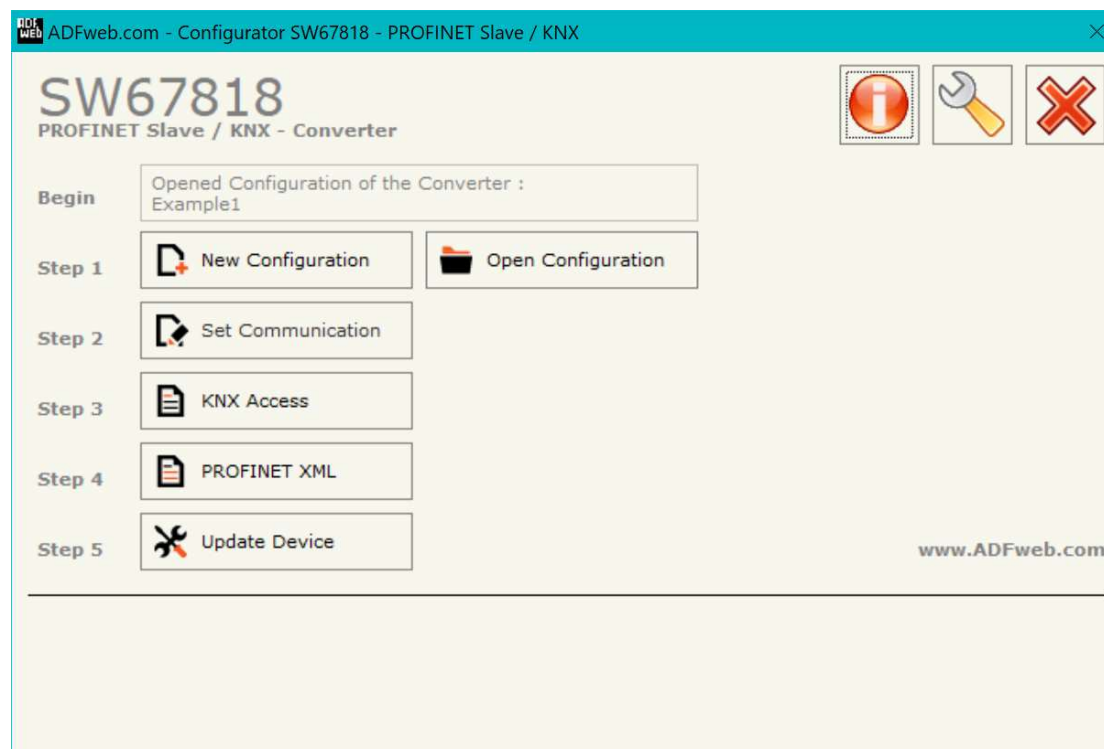 ADF
web
ADFweb.com - Configurator SW67818 - PROFINET Slave / KNX
SW67818
PROFINET Slave / KNX - Converter
Begin
Opened Configuration of the Converter :
Example1
Step 1
New Configuration
Open Configuration
Step 2
Set Communication
Step 3
KNX Access
Step 4
PROFINET XML
Step 5
Update Device
www.ADFweb.com